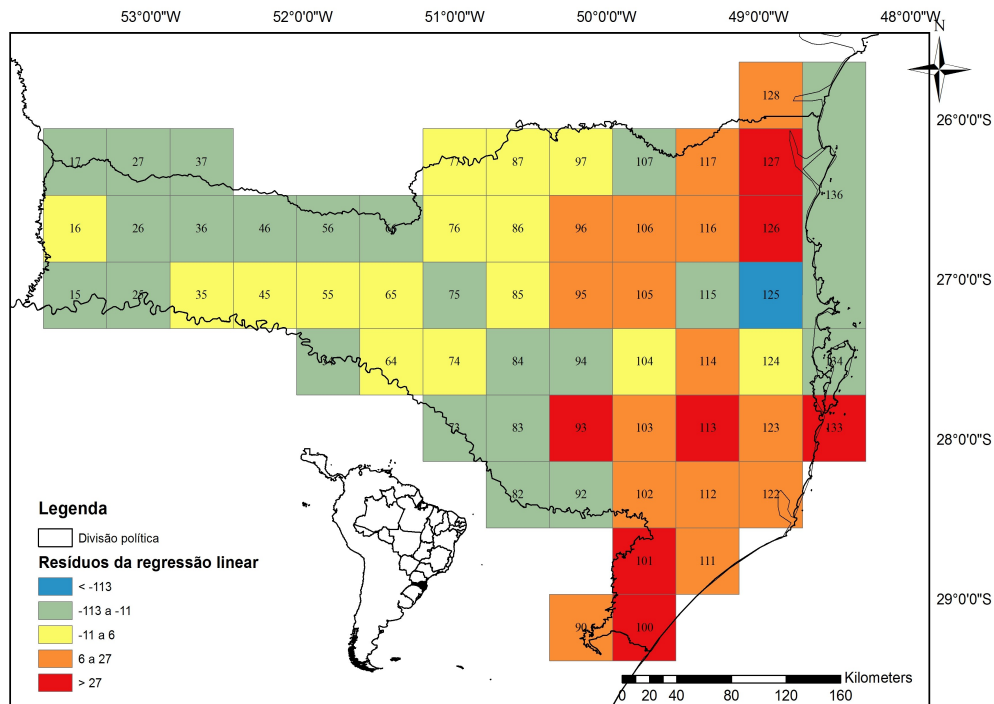 53°0'0"W 52°0'0"W 51°0'0"W 50°0'0"W 49°0'0"W 48°0'0"W
N
128
26°0'0"S
17 27 37 77 87 97 107 117 127
136
16 26 36 46 56 76 86 96 106 116 126
27°0'0"S
15 25 35 45 55 65 75 85 95 105 115 125
64 74 84 94 104 114 124 134
73 83 93 103 113 123 133
28°0'0"S
82 92 102 112 122
101 111
29°0'0"S
90 100
Legenda
Divisão política
Resíduos da regressão linear
< -113
-113 a -11
-11 a 6
6 a 27
> 27
Kilometers
0 20 40 80 120 160